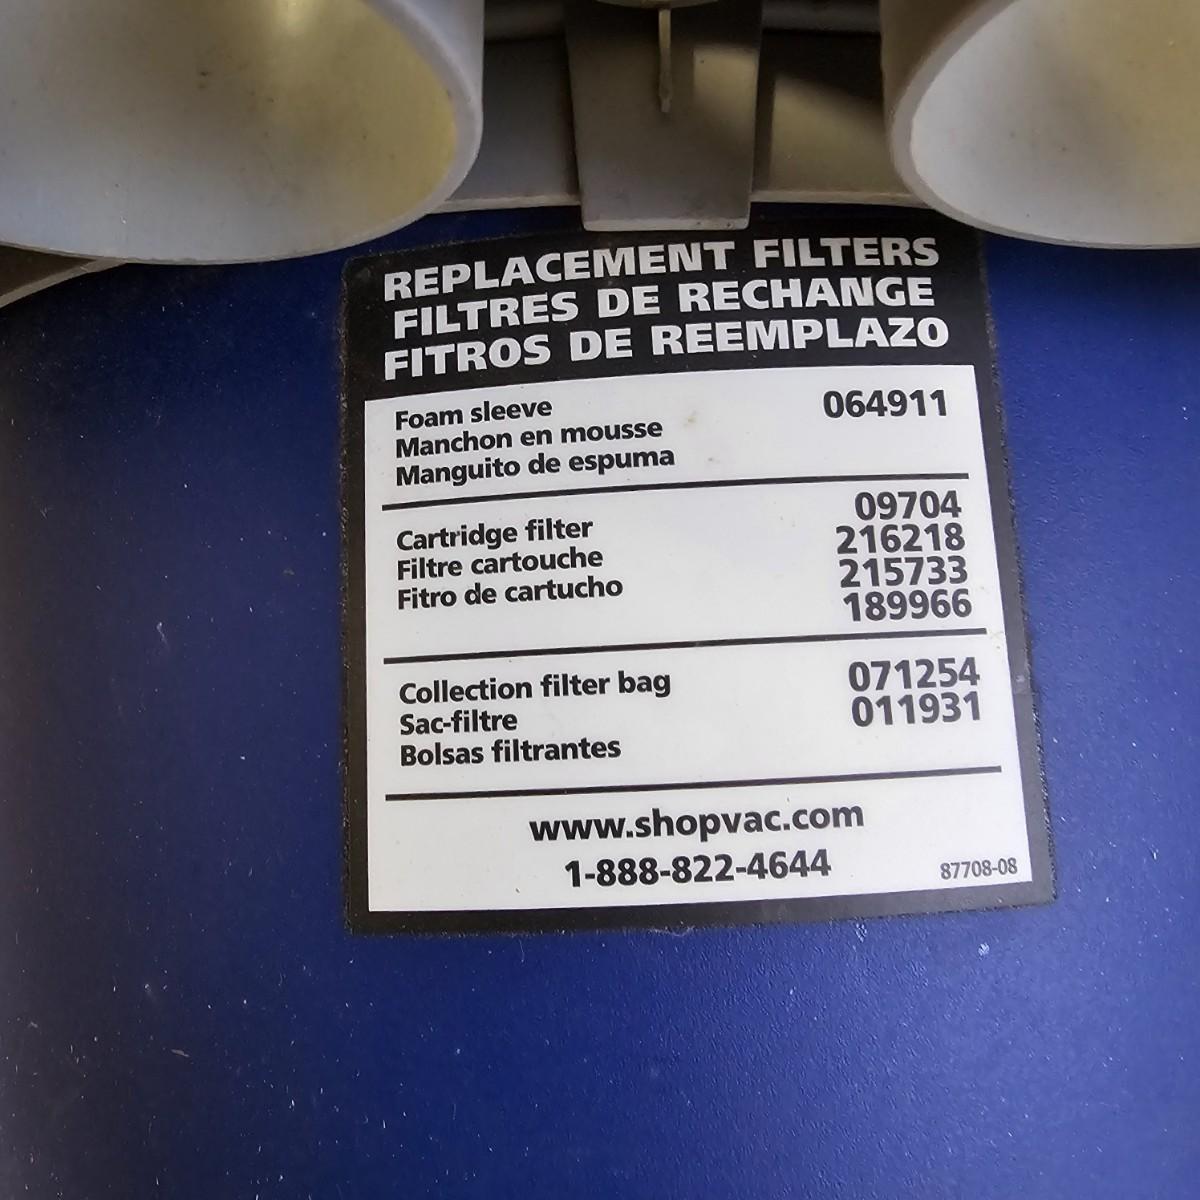 REPLACEMENT FILTERS
FILTRES DE RECHANGE
FITROS DE REEMPLAZO
Foam sleeve 064911
Manchon en mousse
Manguito de espuma
09704
Cartridge filter 216218
Filtre cartouche 215733
Fitro de cartucho 189966
Collection filter bag 071254
Sac-filtre 011931
Bolsas filtrantes
www.shopvac.com
1-888-822-4644
87708-08